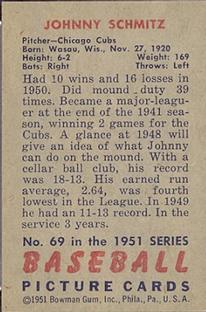 JOHNNY SCHMITZ
Pitcher—Chicago Cubs
Born: Wasau, Wis., Nov. 27, 1920
Height: 6-2 Weight: 169
Bats: Right Throws: Left
Had 10 wins and 16 losses in
1950. Did mound duty 39
times. Became a major-leagu-
er at the end of the 1941 sea-
son, winning 2 games for the
Cubs. A glance at 1948 will
give an idea of what Johnny
can do on the mound. With a
cellar ball club, his record
was 18-13. His earned run
average, 2.64, was fourth
lowest in the League. In 1949
he had an 11-13 record. In the
service 3 years.
No. 69 in the 1951 SERIES
BASEBALL
PICTURE CARDS
©1951 Bowman Gum, Inc., Phila., Pa., U.S.A.